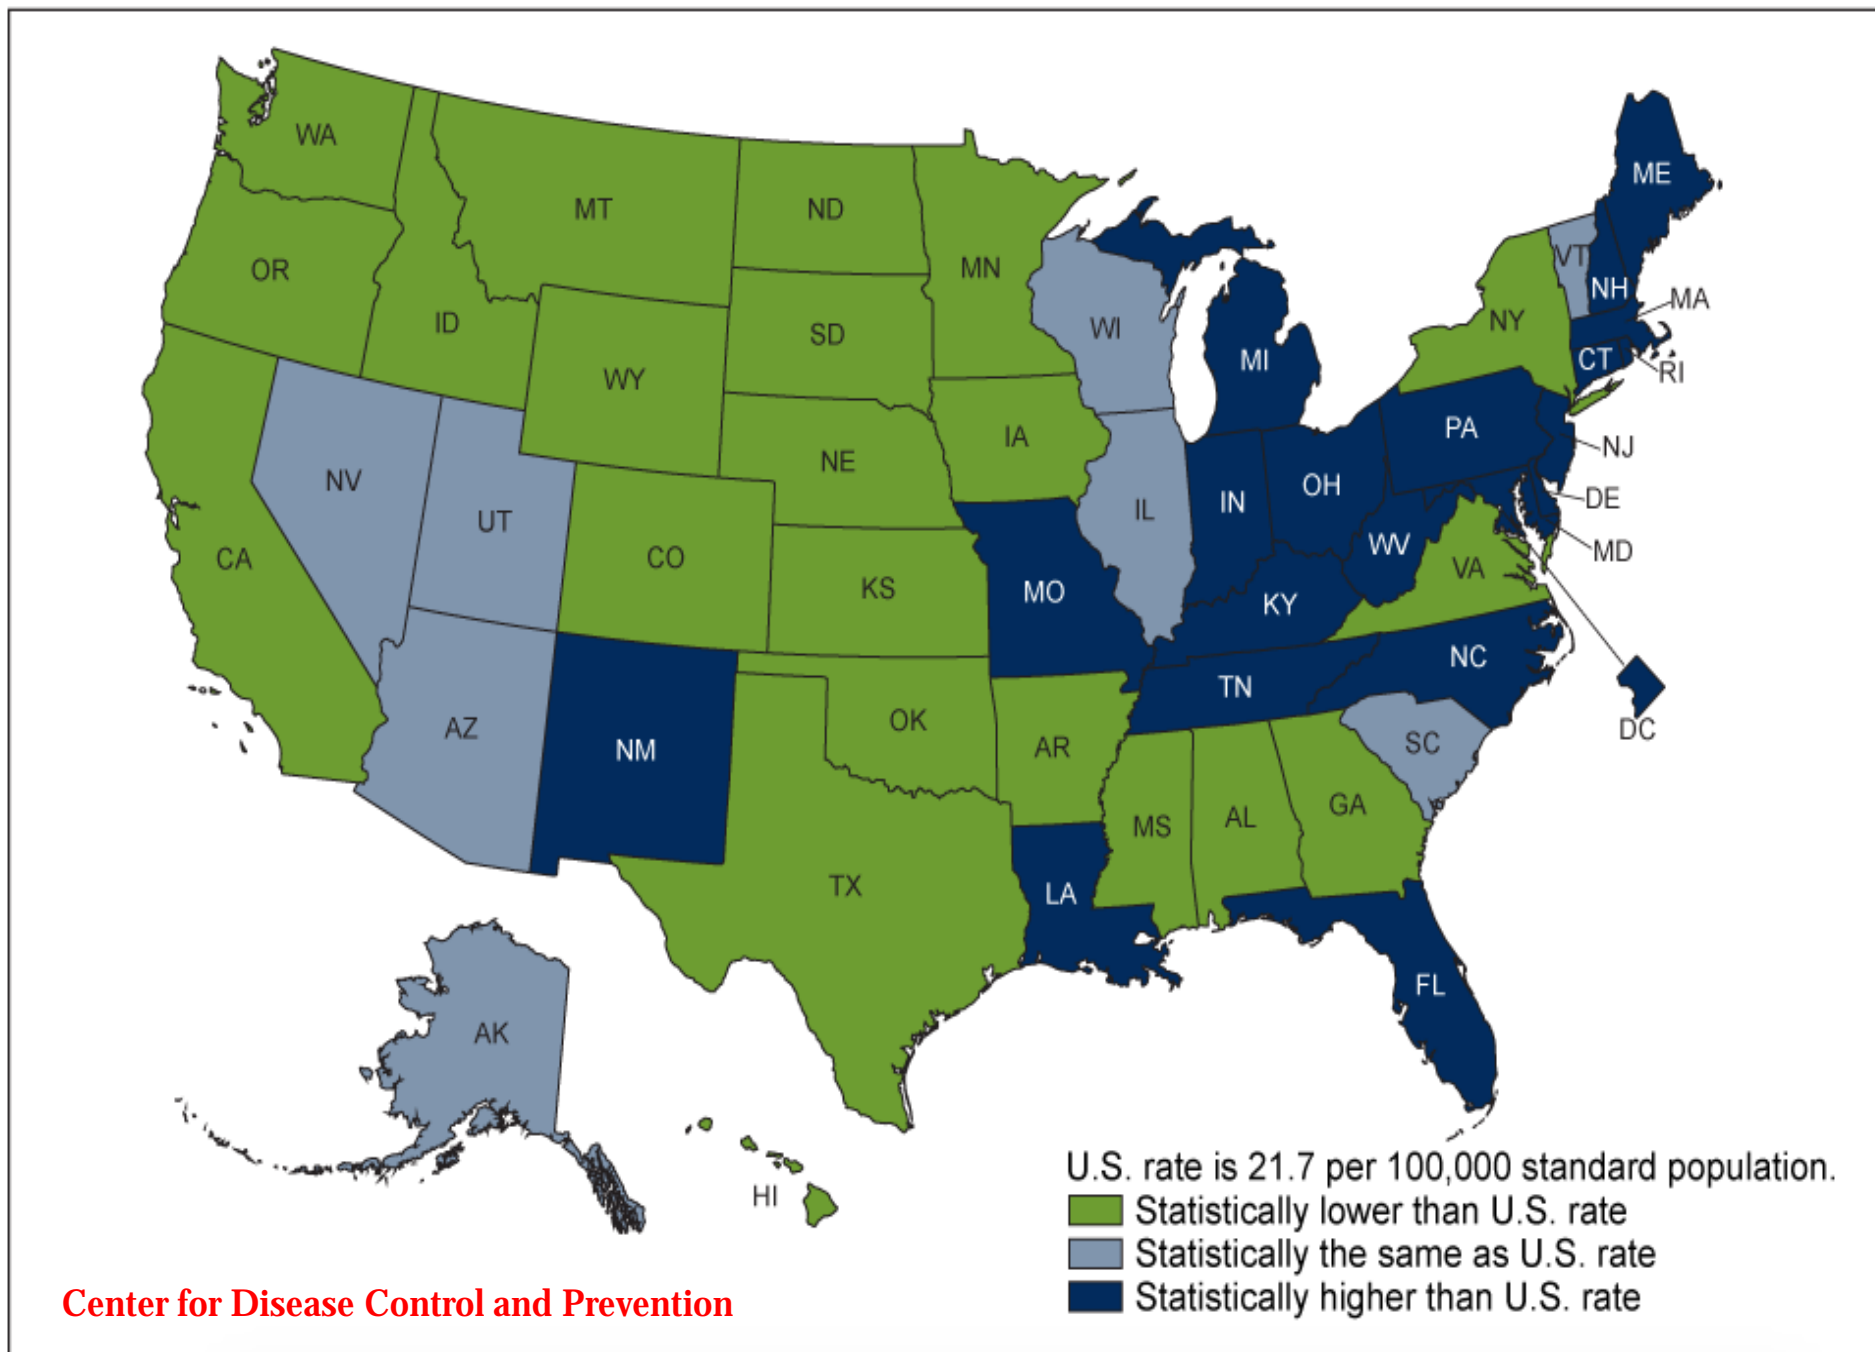 WA
MT
ND
MN
ME
OR
ID
SD
WI
VT
NH
MA
NY
WY
MI
CT
RI
IA
PA
NJ
NV
NE
IN
OH
DE
UT
IL
WV
MD
CA
CO
KS
MO
KY
VA
NC
TN
DC
AZ
NM
OK
AR
SC
MS
AL
GA
TX
LA
FL
AK
HI
U.S. rate is 21.7 per 100,000 standard population.
Statistically lower than U.S. rate
Statistically the same as U.S. rate
Statistically higher than U.S. rate
Center for Disease Control and Prevention